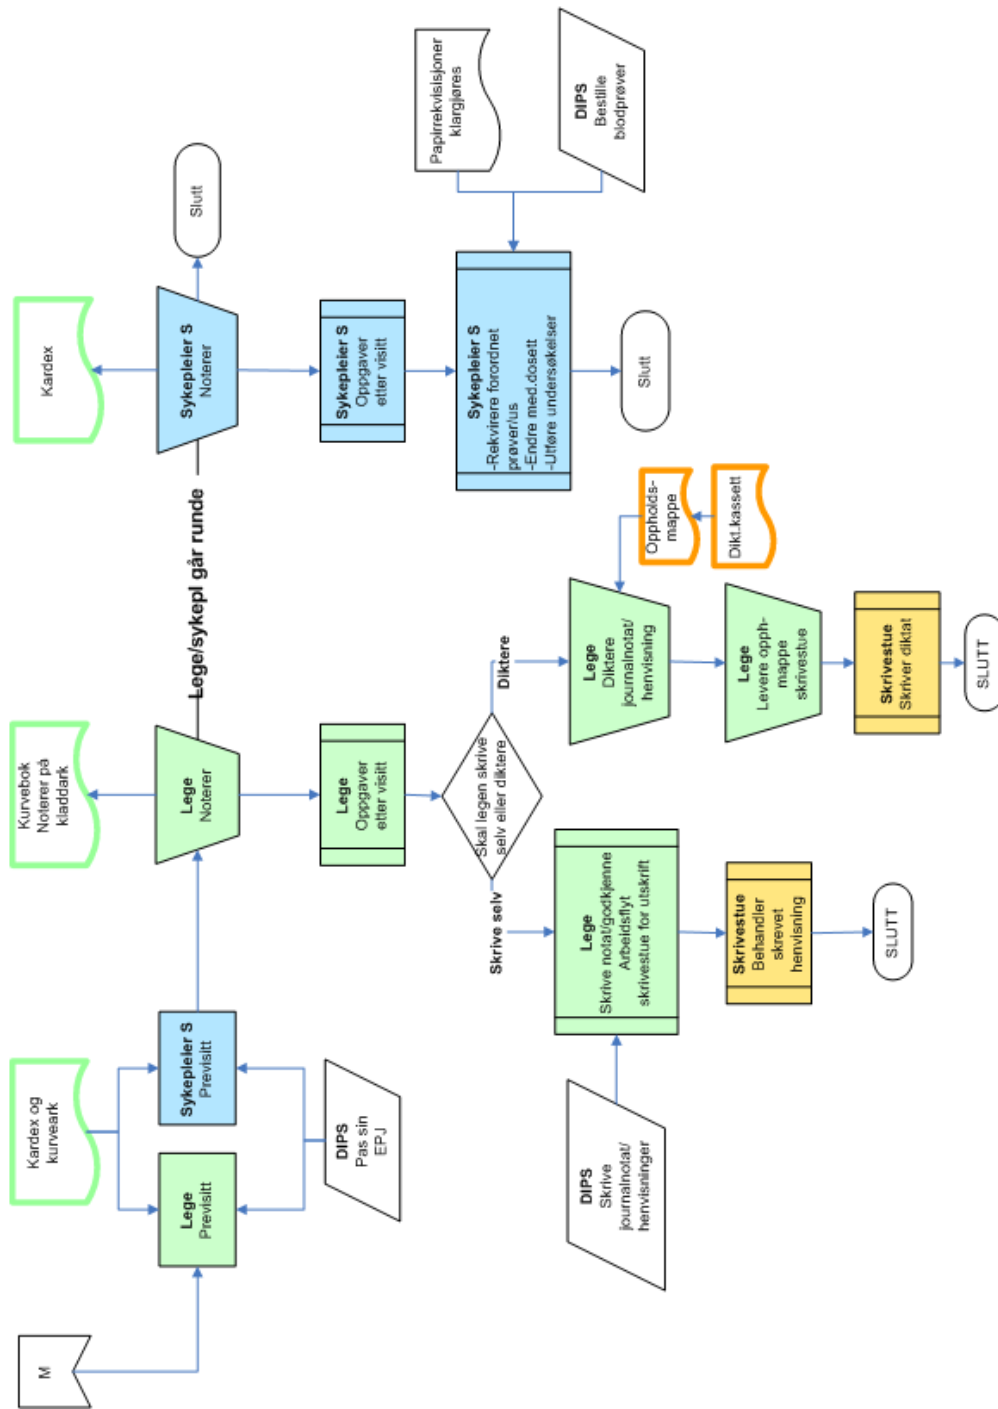 M
Kardex og
kurveark
Lege
Previsitt
Sykepleier S
Previsitt
DIPS
Pas sin
EPJ
Kurvebok
Noterer på
kladdark
Lege
Noterer
Lege/sykepl går runde
Kardex
Sykepleier S
Noterer
Slutt
Lege
Oppgaver
etter visitt
Sykepleier S
Oppgaver
etter visitt
Papirrekvisisjoner
klargjøres
DIPS
Bestille
blodprøver
Skal legen skrive
selv eller diktere
Skrive selv
Diktere
Sykepleier S
-Rekvirere forordnet
prøver/us
-Endre med.dosett
-Utføre undersøkelser
Slutt
DIPS
Skrive
journalnotat/
henvisninger
Lege
Skrive notat/godkjenne
Arbeidsflyt
skrivestue for utskrift
Lege
Diktere
journalnotat/
henvisning
Oppholds-
mappe
Dikt.kassett
Skrivestue
Behandler
skrevet
henvisning
Lege
Levere opph-
mappe
skrivestue
SLUTT
Skrivestue
Skriver diktat
SLUTT